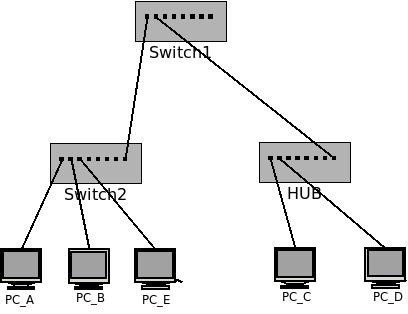 Switch1
Switch2
HUB
PC_A
PC_B
PC_E
PC_C
PC_D